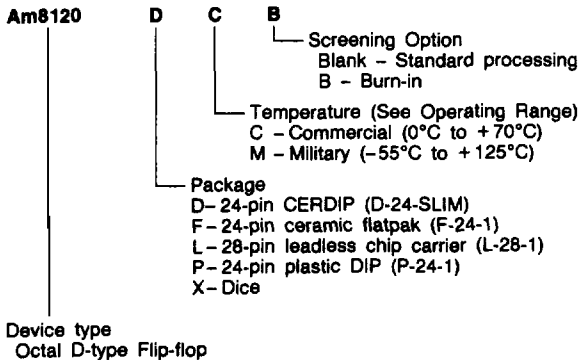 Am8120 D C B
Screening Option
Blank – Standard processing
B – Burn-in
Temperature (See Operating Range)
C – Commercial (0°C to +70°C)
M – Military (–55°C to +125°C)
Package
D– 24-pin CERDIP (D-24-SLIM)
F – 24-pin ceramic flatpak (F-24-1)
L – 28-pin leadless chip carrier (L-28-1)
P – 24-pin plastic DIP (P-24-1)
X– Dice
Device type
Octal D-type Flip-flop